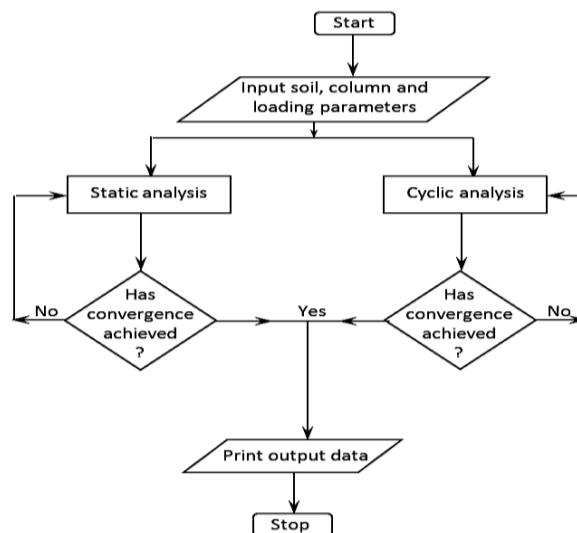 Start
Input soil, column and
loading parameters
Static analysis
Cyclic analysis
Has
convergence
achieved
?
No
Yes
Has
convergence
achieved
?
No
Print output data
Stop